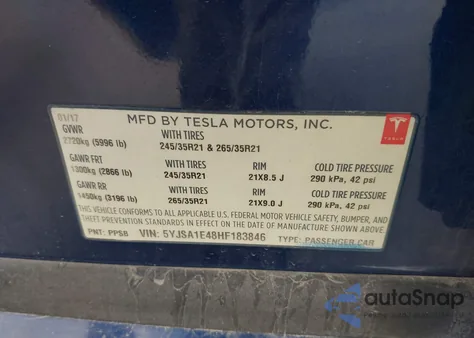 01/17
MFD BY TESLA MOTORS, INC.
GVWR WITH TIRES
2720kg (5996 lb) 245/35R21 & 265/35R21
GAWR FRT WITH TIRES RIM COLD TIRE PRESSURE
1300kg (2866 lb) 245/35R21 21X8.5 J 290 kPa, 42 psi
GAWR RR WITH TIRES RIM COLD TIRE PRESSURE
1450kg (3196 lb) 265/35R21 21X9.0 J 290 kPa, 42 psi
THIS VEHICLE CONFORMS TO ALL APPLICABLE U.S. FEDERAL MOTOR VEHICLE SAFETY, BUMPER, AND
THEFT PREVENTION STANDARDS IN EFFECT ON THE DATE OF MANUFACTURE SHOWN ABOVE.
PNT: PPSB VIN: 5YJSA1E48HF183846 TYPE: PASSENGER CAR
TESLA
autoSnap